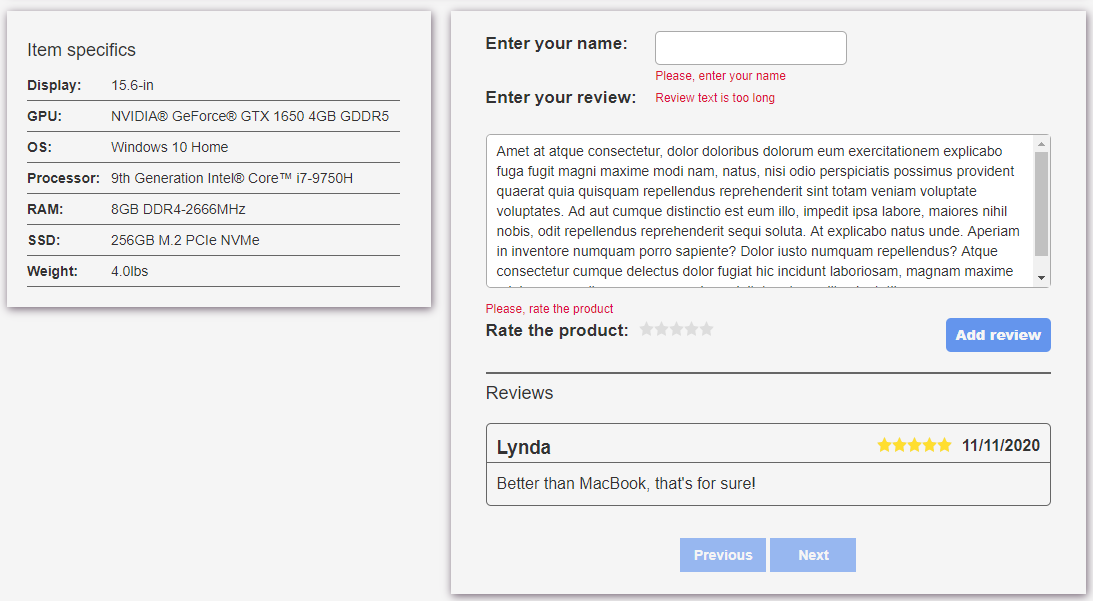 Item specifics
Display: 15.6-in
GPU: NVIDIA® GeForce® GTX 1650 4GB GDDR5
OS: Windows 10 Home
Processor: 9th Generation Intel® Core™ i7-9750H
RAM: 8GB DDR4-2666MHz
SSD: 256GB M.2 PCIe NVMe
Weight: 4.0lbs
Enter your name:
Please, enter your name
Enter your review: Review text is too long
Amet at atque consectetur, dolor doloribus dolorum eum exercitationem explicabo
fuga fugit magni maxime modi nam, natus, nisi odio perspiciatis possimus provident
quaerat quia quisquam repellendus reprehenderit sint totam veniam voluptate
voluptates. Ad aut cumque distinctio est eum illo, impedit ipsa labore, maiores nihil
nobis, odit repellendus reprehenderit sequi soluta. At explicabo natus unde. Aperiam
in inventore numquam porro sapiente? Dolor iusto numquam repellendus? Atque
consectetur cumque delectus dolor fugiat hic incidunt laboriosam, magnam maxime
Please, rate the product
Rate the product:
Add review
Reviews
Lynda 11/11/2020
Better than MacBook, that's for sure!
Previous Next